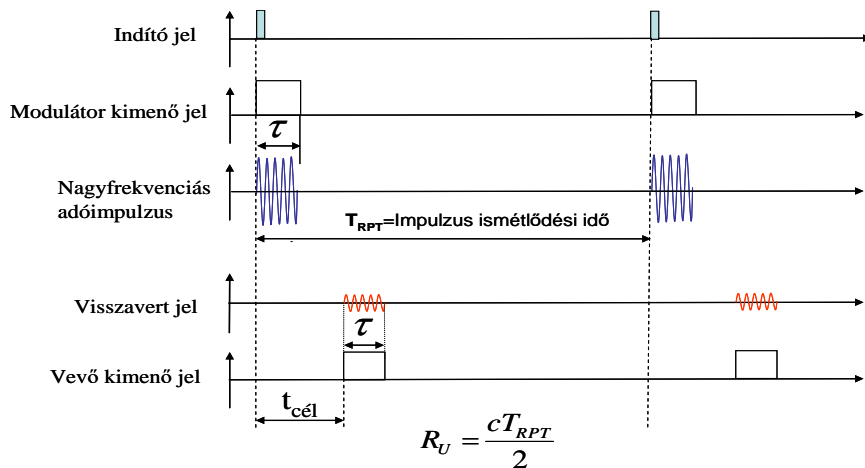 Indító jel
Modulátor kimenő jel
τ
Nagyfrekvenciás
adóimpulzus
T_RPT=Impulzus ismétlődési idő
Visszavert jel
τ
Vevő kimenő jel
t_cél
R_U = cT_RPT / 2